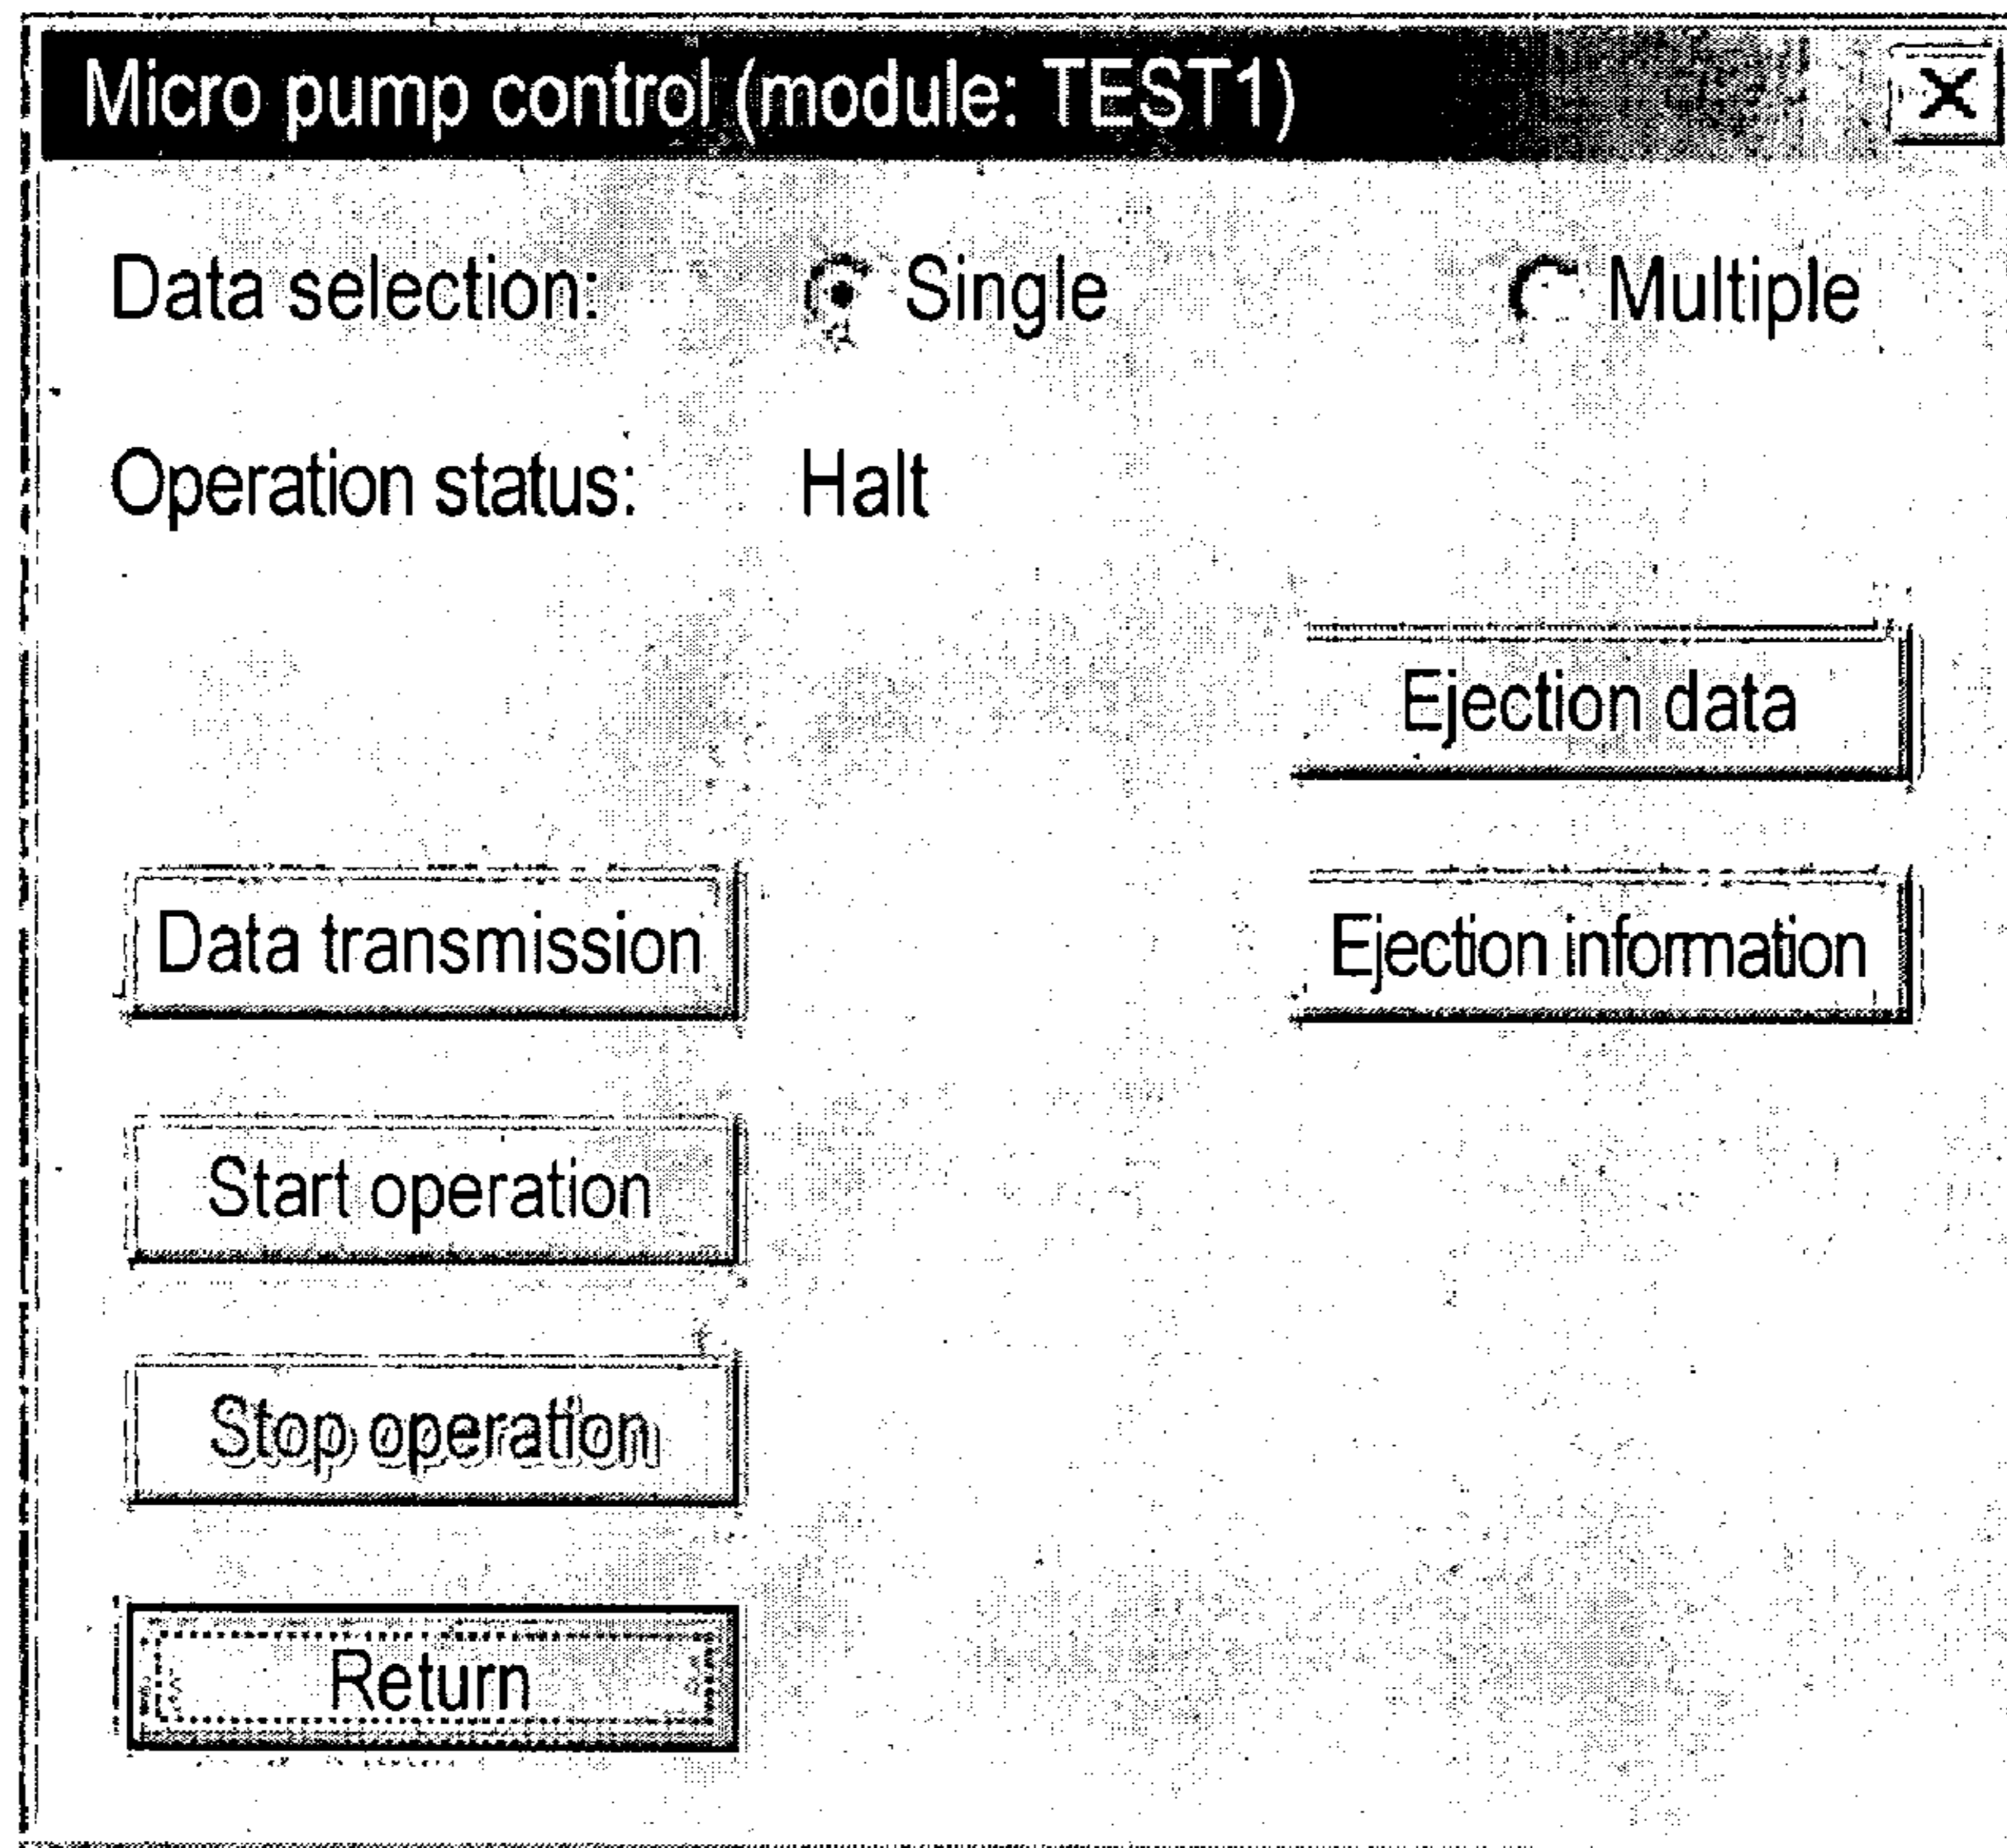 Micro pump control (module: TEST1)
Data selection: Single Multiple
Operation status: Halt
Ejection data
Data transmission Ejection information
Start operation
Stop operation
Return